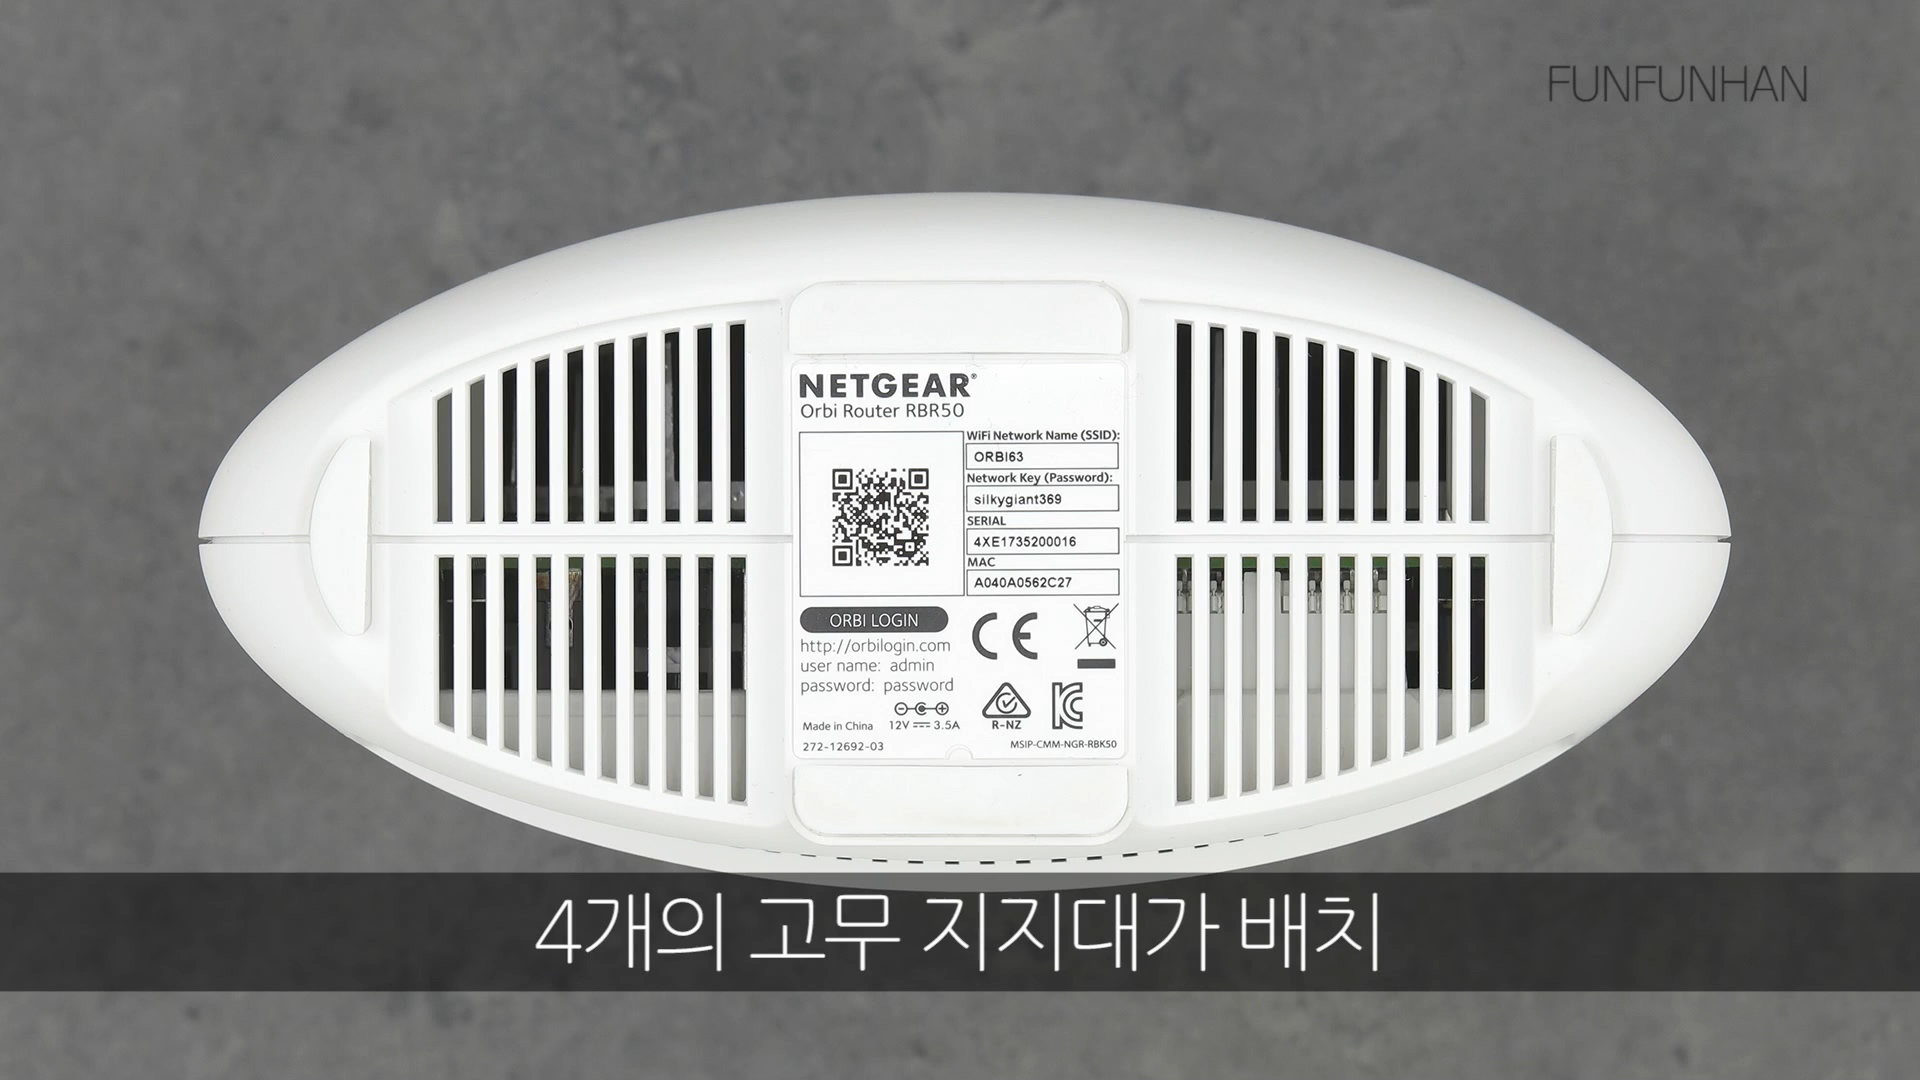 FUNFUNHAN
NETGEAR®
Orbi Router RBR50
WiFi Network Name (SSID):
ORBI63
Network Key (Password):
silkygiant369
SERIAL
4XE1735200016
MAC
A040A0562C27
ORBI LOGIN
http://orbilogin.com
user name: admin
password: password
CE
Made in China
12V 3.5A
R-NZ
272-12692-03
MSIP-CMM-NGR-RBK50
4개의 고무 지지대가 배치